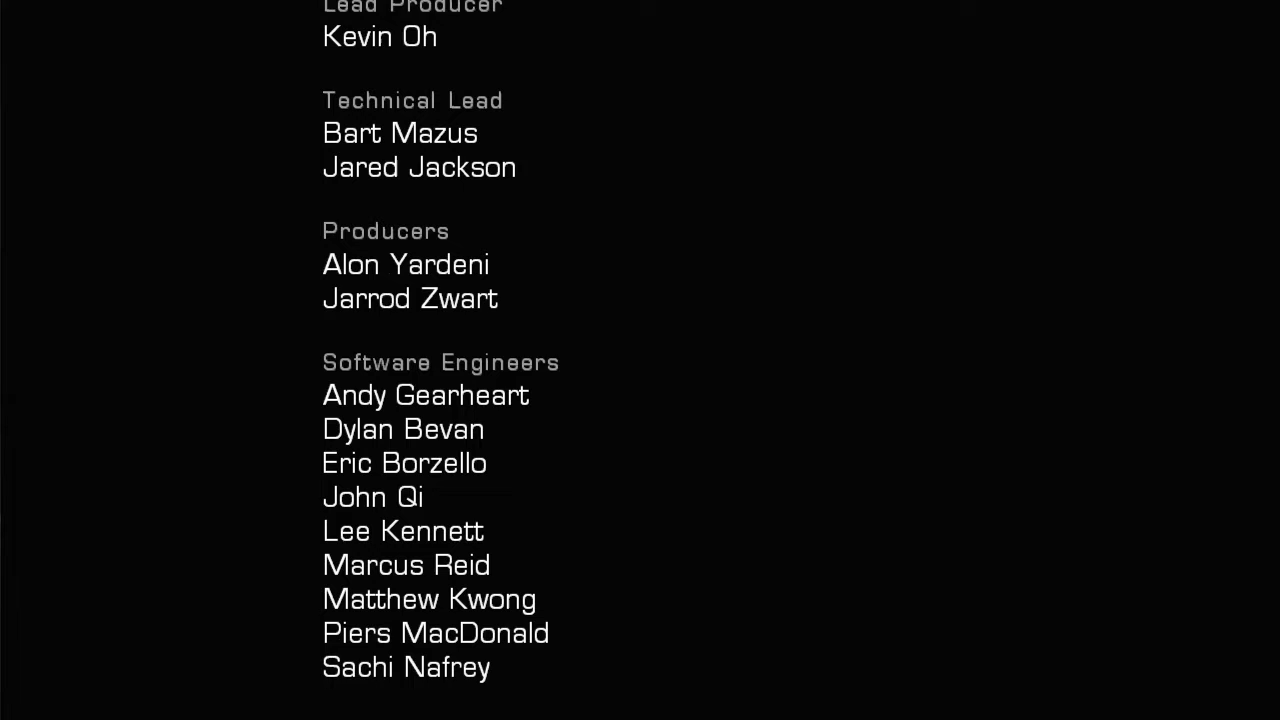 Lead Producer
Kevin Oh
Technical Lead
Bart Mazus
Jared Jackson
Producers
Alon Yardeni
Jarrod Zwart
Software Engineers
Andy Gearheart
Dylan Bevan
Eric Borzello
John Qi
Lee Kennett
Marcus Reid
Matthew Kwong
Piers MacDonald
Sachi Nafrey